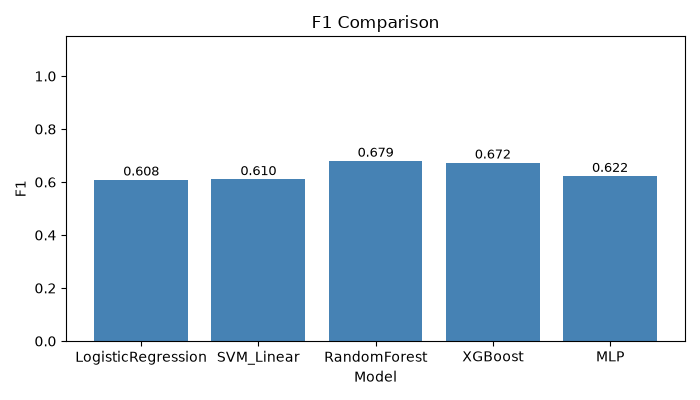 F1 Comparison
F1
1.0
0.8
0.6
0.4
0.2
0.0
0.608
0.610
0.679
0.672
0.622
LogisticRegression
SVM_Linear
RandomForest
XGBoost
MLP
Model